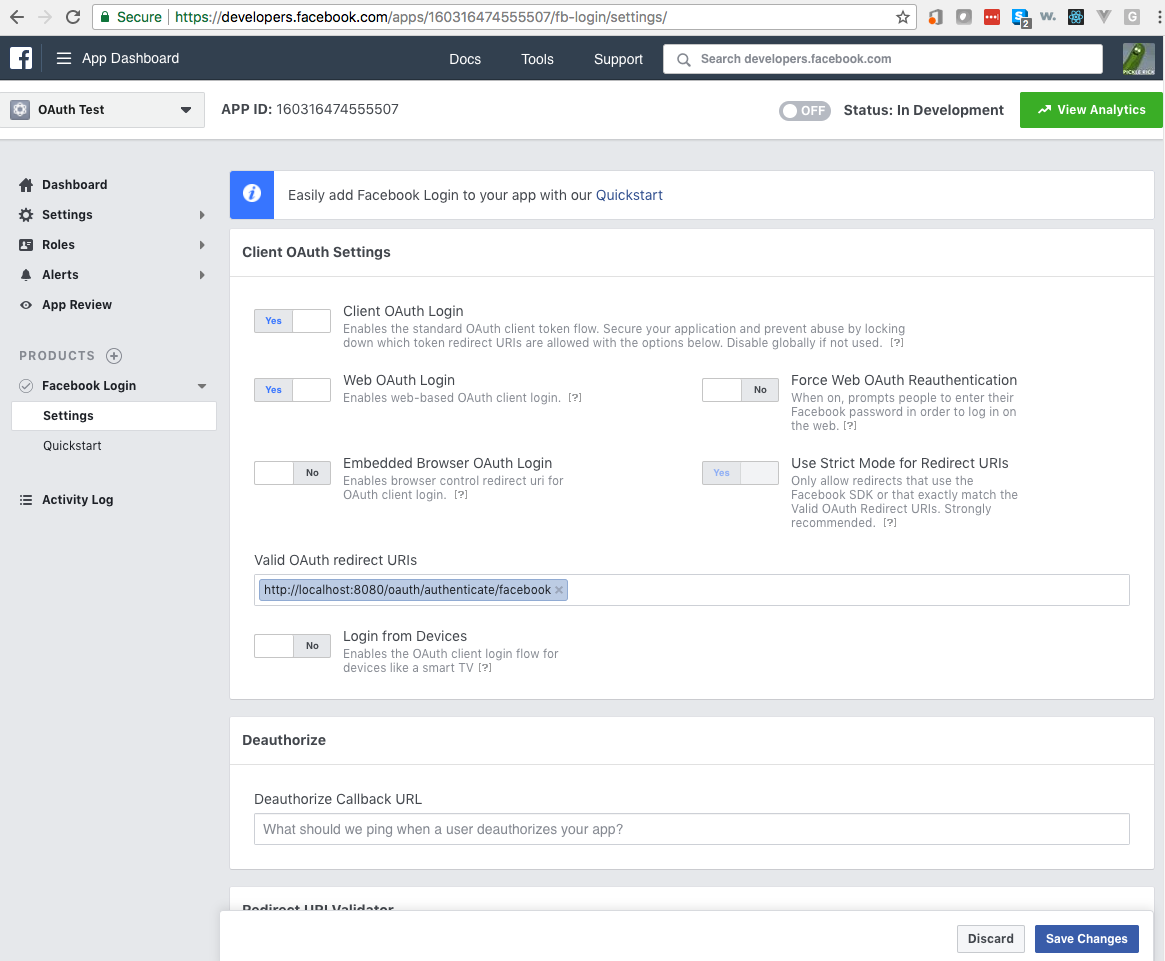 Secure https://developers.facebook.com/apps/160316474555507/fb-login/settings/
2
w.
G
App Dashboard
Docs
Tools
Support
Search developers.facebook.com
PICKLE RICK
OAuth Test
APP ID: 160316474555507
OFF
Status: In Development
View Analytics
Dashboard
Settings
Roles
Alerts
App Review
PRODUCTS
Facebook Login
Settings
Quickstart
Activity Log
Easily add Facebook Login to your app with our Quickstart
Client OAuth Settings
Yes
Client OAuth Login
Enables the standard OAuth client token flow. Secure your application and prevent abuse by locking
down which token redirect URIs are allowed with the options below. Disable globally if not used. [?]
Yes
Web OAuth Login
Enables web-based OAuth client login. [?]
No
Force Web OAuth Reauthentication
When on, prompts people to enter their
Facebook password in order to log in on
the web. [?]
No
Embedded Browser OAuth Login
Enables browser control redirect uri for
OAuth client login. [?]
Yes
Use Strict Mode for Redirect URIs
Only allow redirects that use the
Facebook SDK or that exactly match the
Valid OAuth Redirect URIs. Strongly
recommended. [?]
Valid OAuth redirect URIs
http://localhost:8080/oauth/authenticate/facebook
No
Login from Devices
Enables the OAuth client login flow for
devices like a smart TV [?]
Deauthorize
Deauthorize Callback URL
What should we ping when a user deauthorizes your app?
Redirect URI Validator
Discard
Save Changes